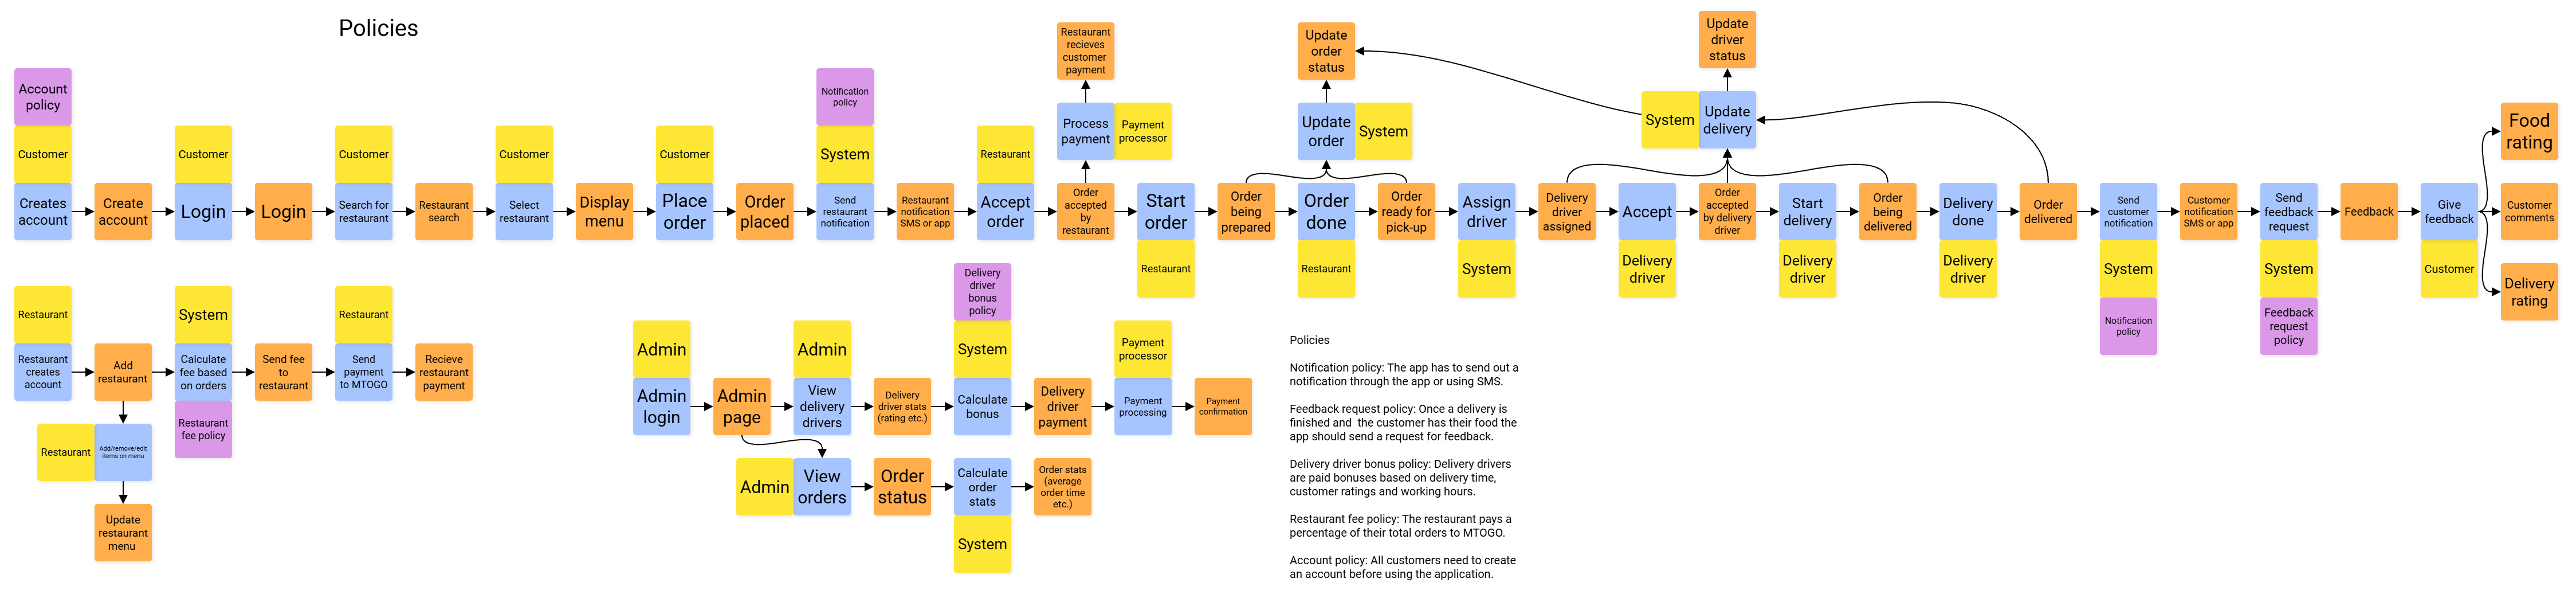 Policies
Account
policy
Customer
Creates
account
Create
account
Customer
Login
Login
Customer
Search for
restaurant
Restaurant
search
Customer
Select
restaurant
Display
menu
Customer
Place
order
Order
placed
Notification
policy
System
Send
restaurant
notification
Restaurant
notification
SMS or app
Restaurant
Accept
order
Restaurant
recieves
customer
payment
Process
payment
Payment
processor
Order
accepted
by
restaurant
Start
order
Restaurant
Order
being
prepared
Update
order
status
Update
order
System
Order
done
Restaurant
Order
ready for
pick-up
Assign
driver
System
Delivery
driver
assigned
Accept
Delivery
driver
Update
driver
status
System
Update
delivery
Order
accepted
by delivery
driver
Start
delivery
Delivery
driver
Order
being
delivered
Delivery
done
Delivery
driver
Order
delivered
Send
customer
notification
System
Notification
policy
Customer
notification
SMS or app
Send
feedback
request
System
Feedback
request
policy
Feedback
Give
feedback
Customer
Food
rating
Customer
comments
Delivery
rating
Restaurant
Restaurant
creates
account
Add
restaurant
Restaurant
Add/remove/edit
items on menu
Update
restaurant
menu
System
Calculate
fee based
on orders
Restaurant
fee policy
Send fee
to
restaurant
Restaurant
Send
payment
to MTOGO
Recieve
restaurant
payment
Admin
Admin
login
Admin
page
Admin
View
delivery
drivers
Delivery
driver stats
(rating etc.)
Delivery
driver
bonus
policy
System
Calculate
bonus
Delivery
driver
payment
Payment
processor
Payment
processing
Payment
confirmation
Admin
View
orders
Order
status
Calculate
order
stats
System
Order stats
(average
order time
etc.)
Policies
Notification policy: The app has to send out a
notification through the app or using SMS.
Feedback request policy: Once a delivery is
finished and the customer has their food the
app should send a request for feedback.
Delivery driver bonus policy: Delivery drivers
are paid bonuses based on delivery time,
customer ratings and working hours.
Restaurant fee policy: The restaurant pays a
percentage of their total orders to MTOGO.
Account policy: All customers need to create
an account before using the application.